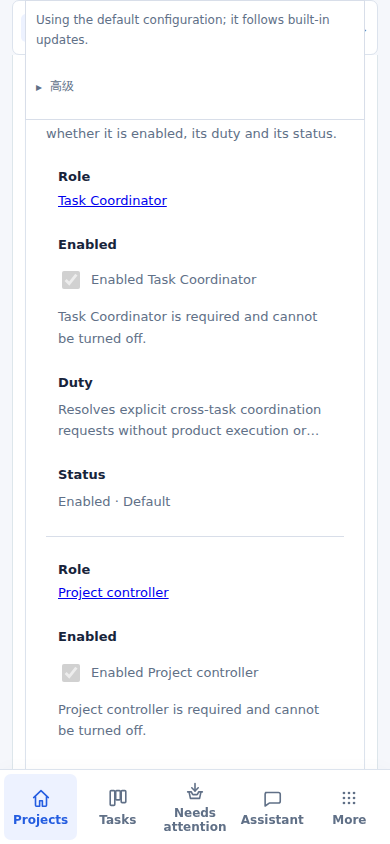 Using the default configuration; it follows built-in
updates.
▸ 高级
whether it is enabled, its duty and its status.
Role
Task Coordinator
Enabled
Enabled Task Coordinator
Task Coordinator is required and cannot
be turned off.
Duty
Resolves explicit cross-task coordination
requests without product execution or…
Status
Enabled · Default
Role
Project controller
Enabled
Enabled Project controller
Project controller is required and cannot
be turned off.
Projects
Tasks
Needs
attention
Assistant
More